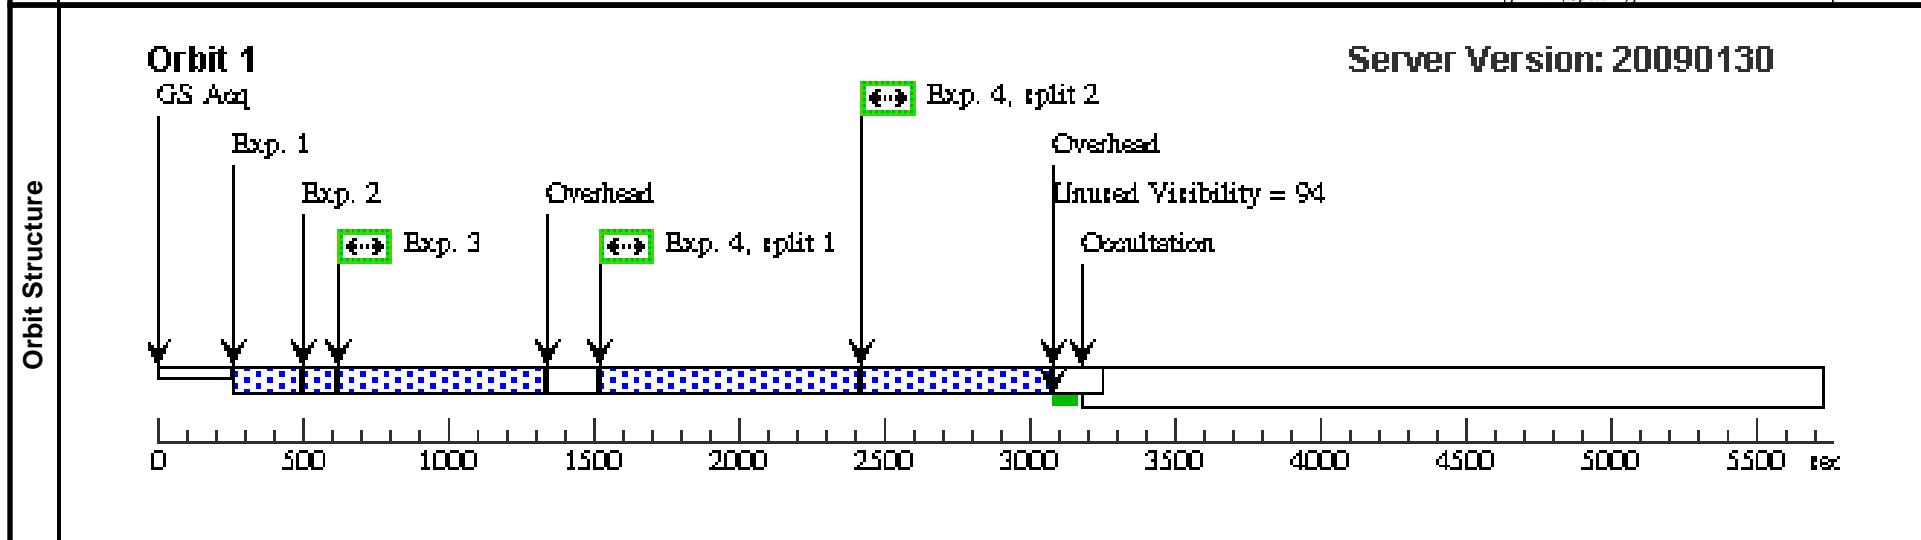 Orbit Structure
Orbit 1
Server Version: 20090130
GS Acq
Exp. 4, split 2
Exp. 1
Overhead
Exp. 2
Overhead
Unused Visibility = 94
Exp. 3
Exp. 4, split 1
Occultation
0 500 1000 1500 2000 2500 3000 3500 4000 4500 5000 5500 sec